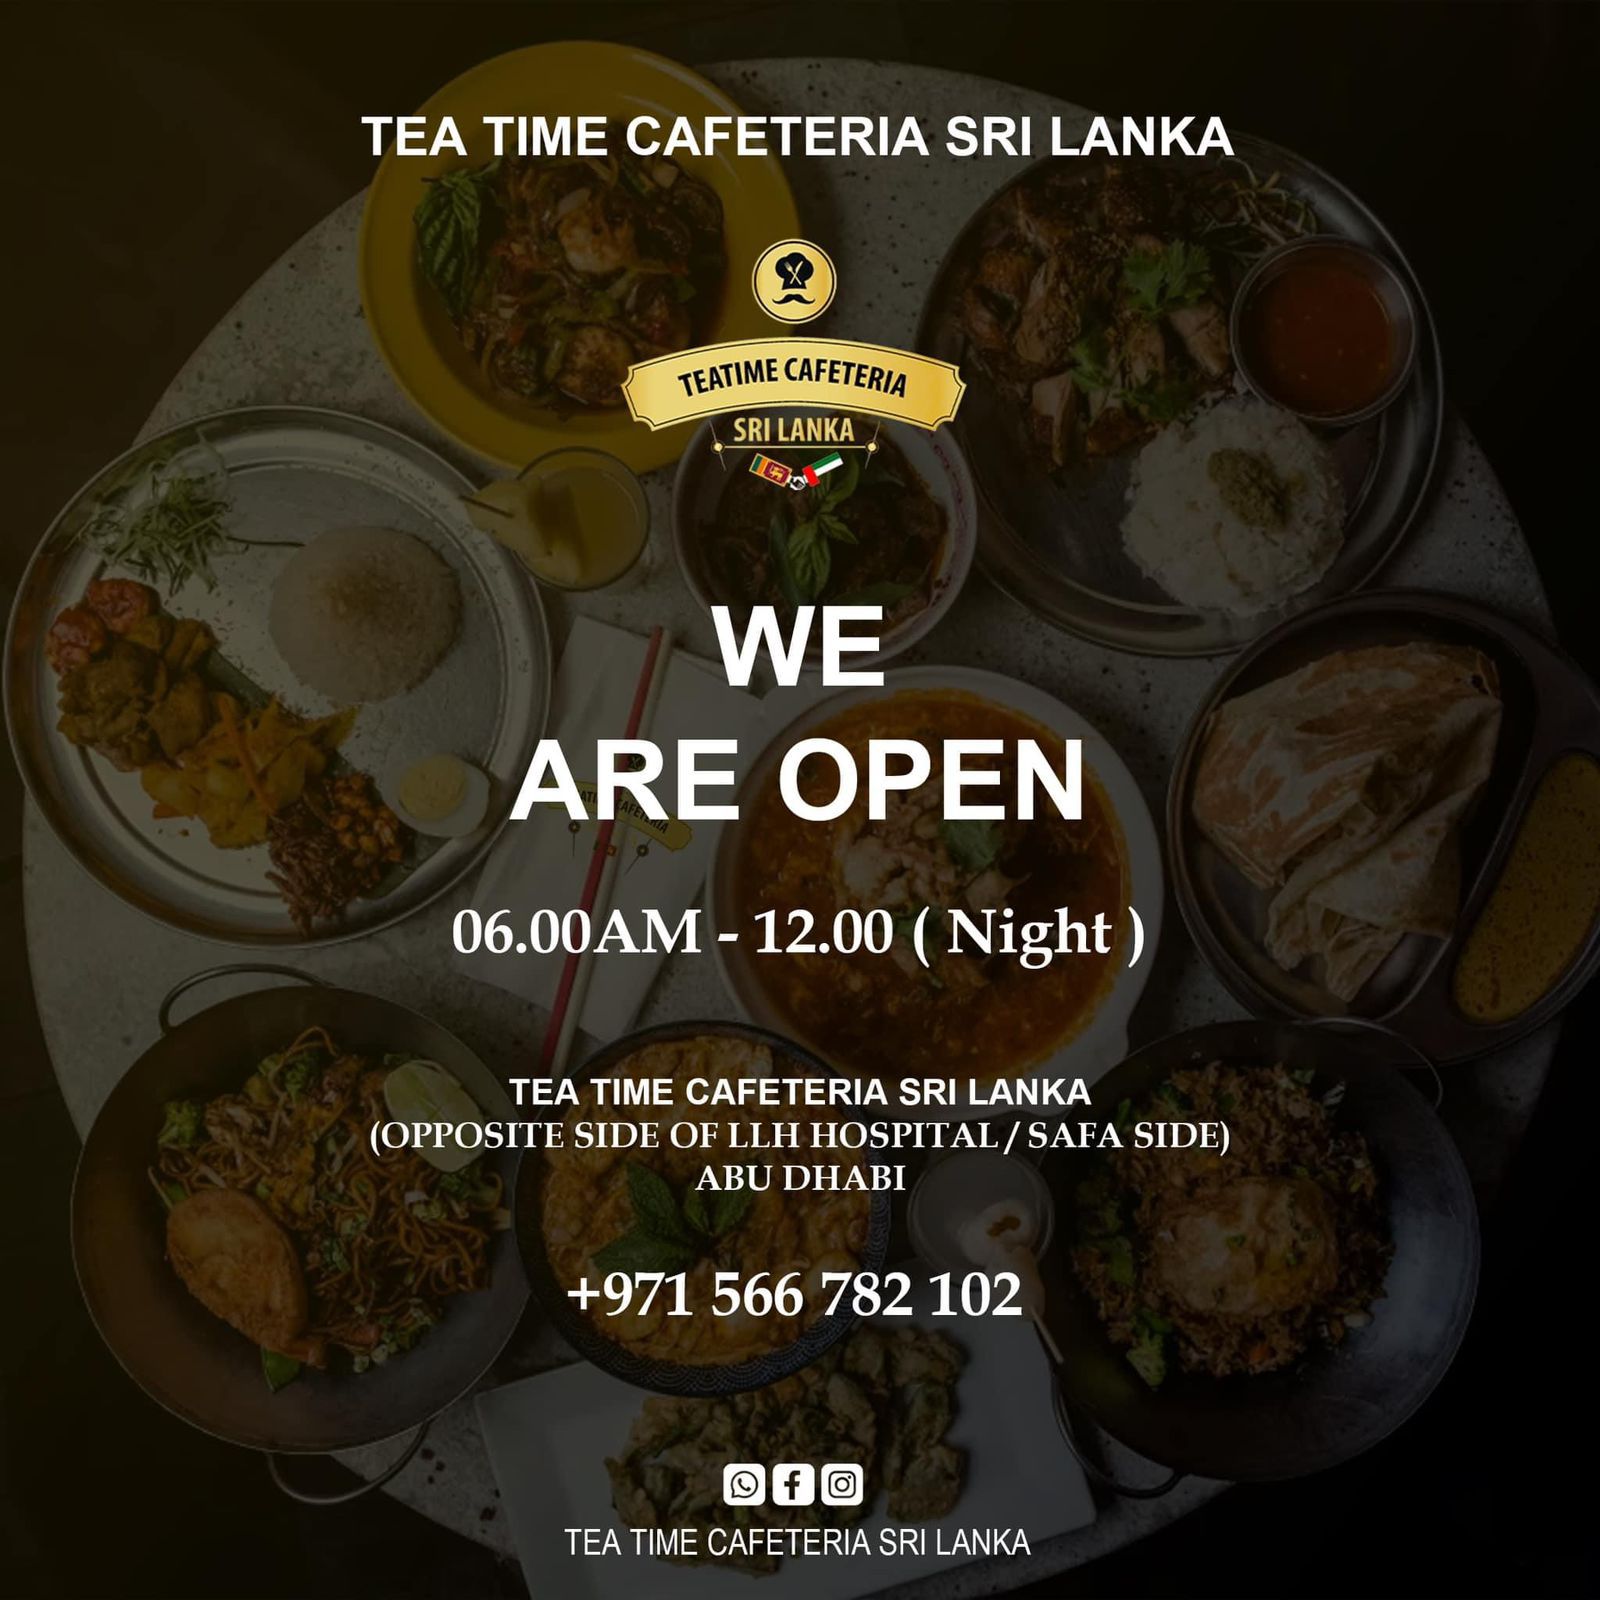 TEA TIME CAFETERIA SRI LANKA
TEATIME CAFETERIA
SRI LANKA
WE
ARE OPEN
06.00AM - 12.00 ( Night )
TEA TIME CAFETERIA SRI LANKA
(OPPOSITE SIDE OF LLH HOSPITAL / SAFA SIDE)
ABU DHABI
+971 566 782 102
TEA TIME CAFETERIA SRI LANKA